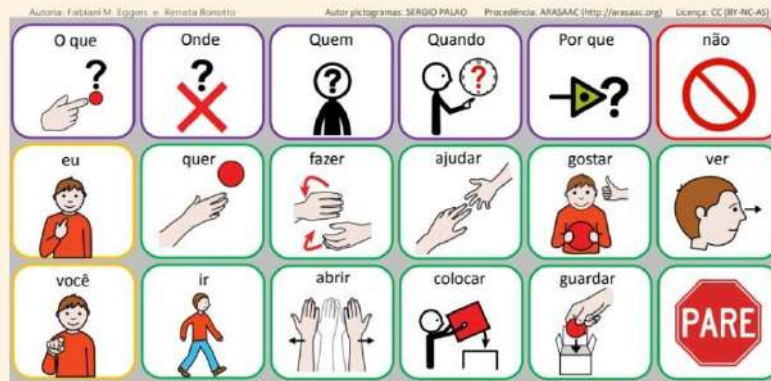 Autoria: Fabiani M. Eggers e Renata Bonotto Autor pictogramas: SERGIO PALAO Procedência: ARASAAC (http://arasaac.org) Licença: CC (BY-NC-AS)
O que Onde Quem Quando Por que não
? ? ? ? ?
eu quer fazer ajudar gostar ver
você ir abrir colocar guardar
PARE